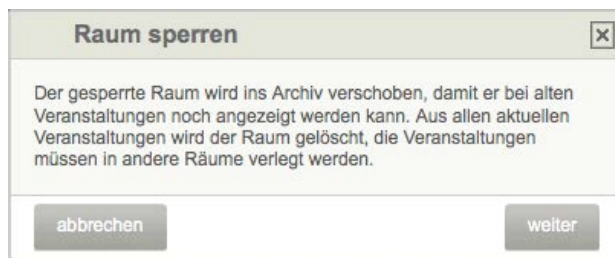 Raum sperren
Der gesperrte Raum wird ins Archiv verschoben, damit er bei alten
Veranstaltungen noch angezeigt werden kann. Aus allen aktuellen
Veranstaltungen wird der Raum gelöscht, die Veranstaltungen
müssen in andere Räume verlegt werden.
abbrechen
weiter